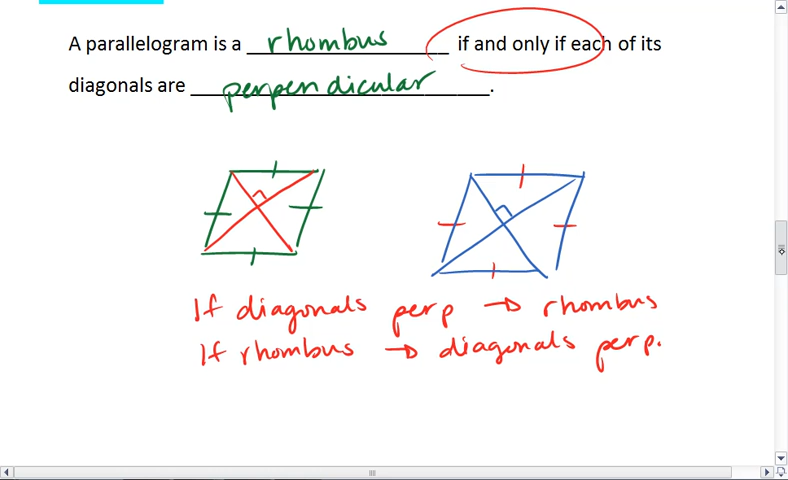 A parallelogram is a rhombus if and only if each of its
diagonals are perpendicular.
If diagonals perp → rhombus
If rhombus → diagonals perp.